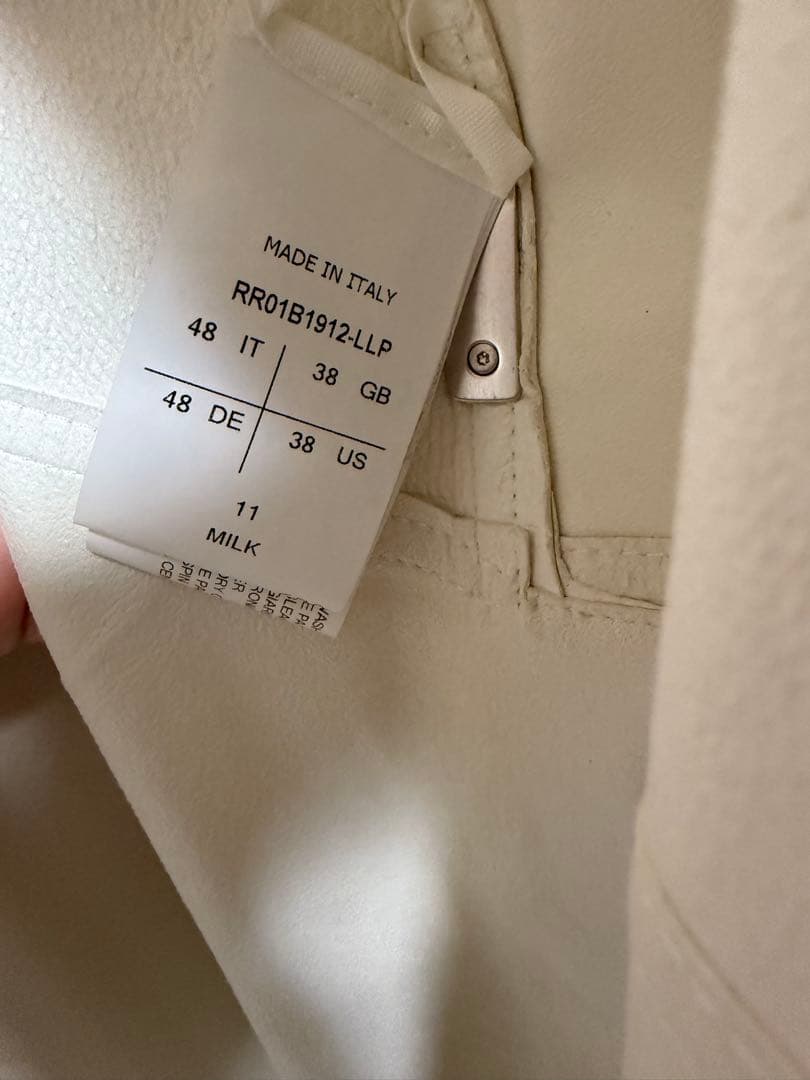 MADE IN ITALY
RR01B1912-LLP
48 IT 38 GB
48 DE 38 US
11
MILK